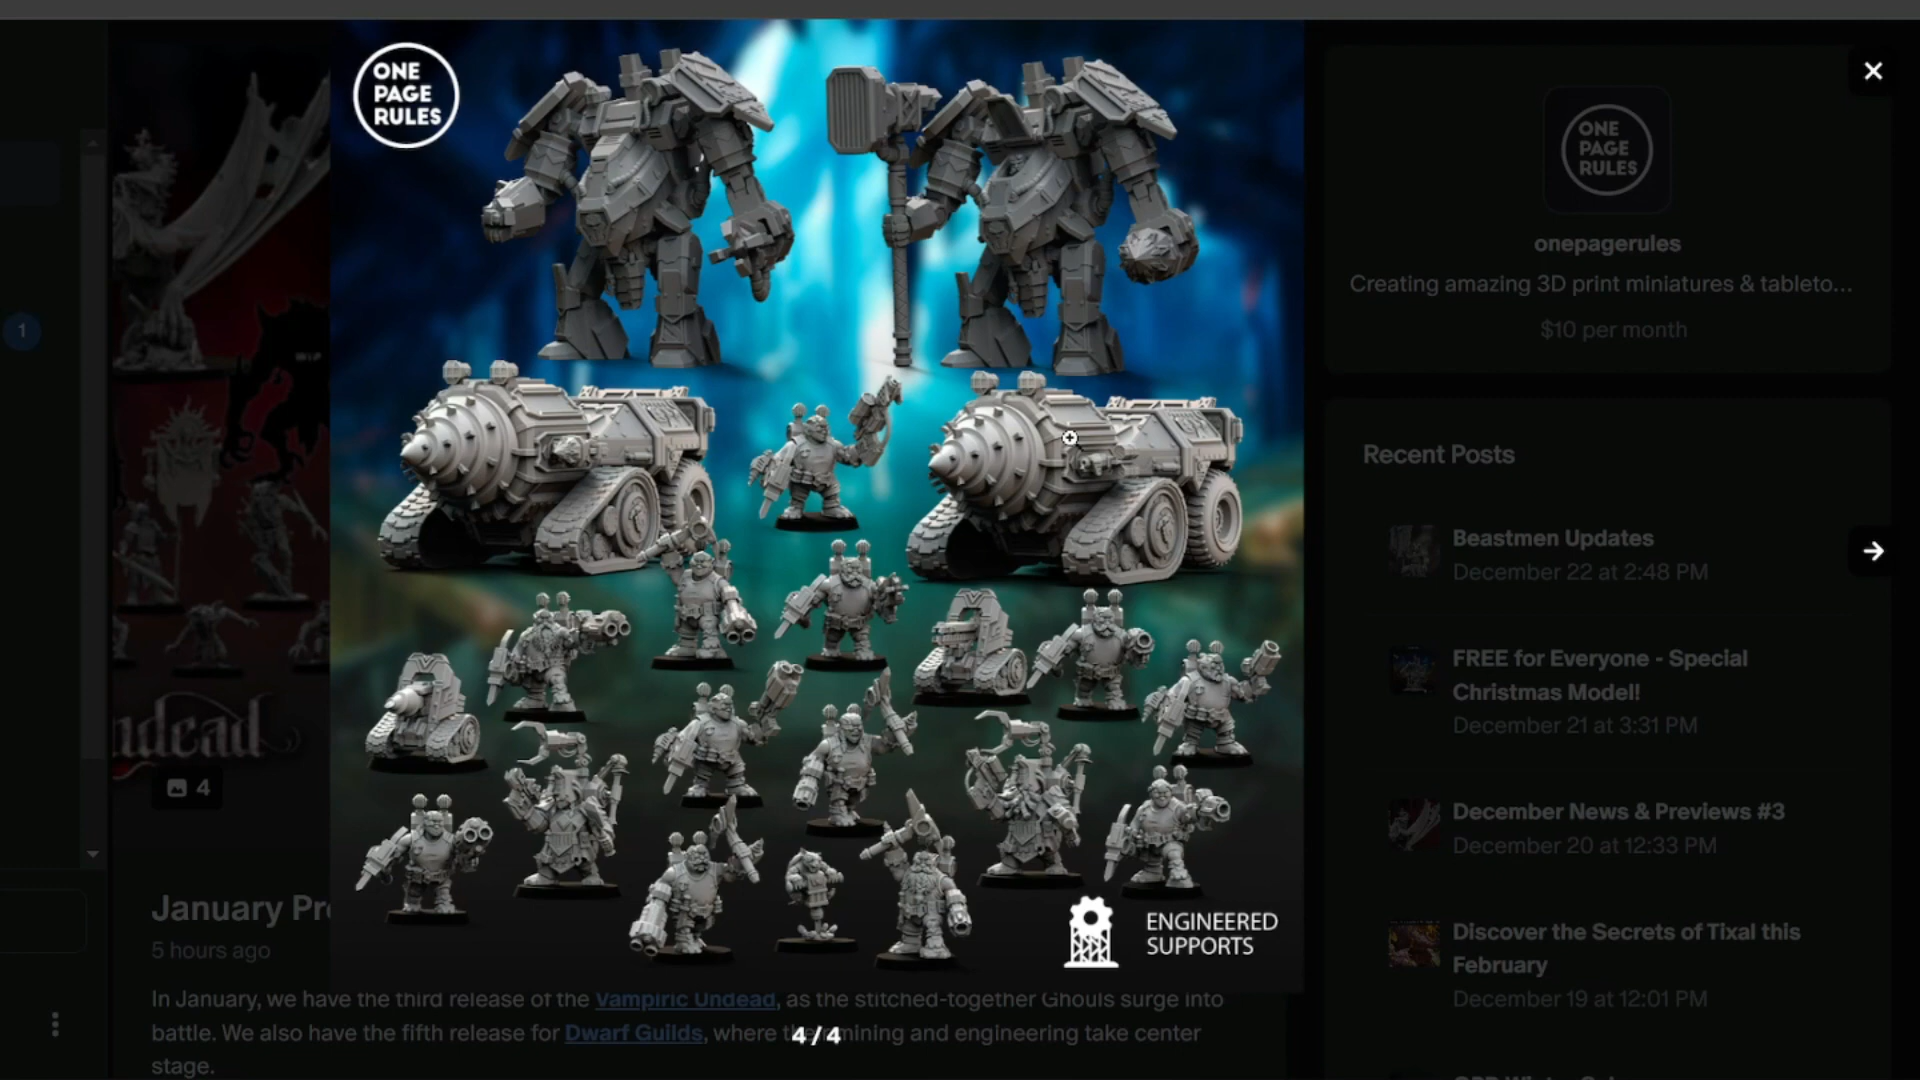 ONE
PAGE
RULES
ONE
PAGE
RULES
onepagerules
Creating amazing 3D print miniatures & tableto...
$10 per month
1
Recent Posts
Beastmen Updates
December 22 at 2:48 PM
FREE for Everyone - Special
Christmas Model!
December 21 at 3:31 PM
December News & Previews #3
December 20 at 12:33 PM
Discover the Secrets of Tixal this
February
December 19 at 12:01 PM
4
ENGINEERED
SUPPORTS
January
5 hours ago
In January, we have the third release of the Vampiric Undead, as the stitched-together Ghouls surge into
battle. We also have the fifth release for Dwarf Guilds, where mining and engineering take center
stage.
4 / 4